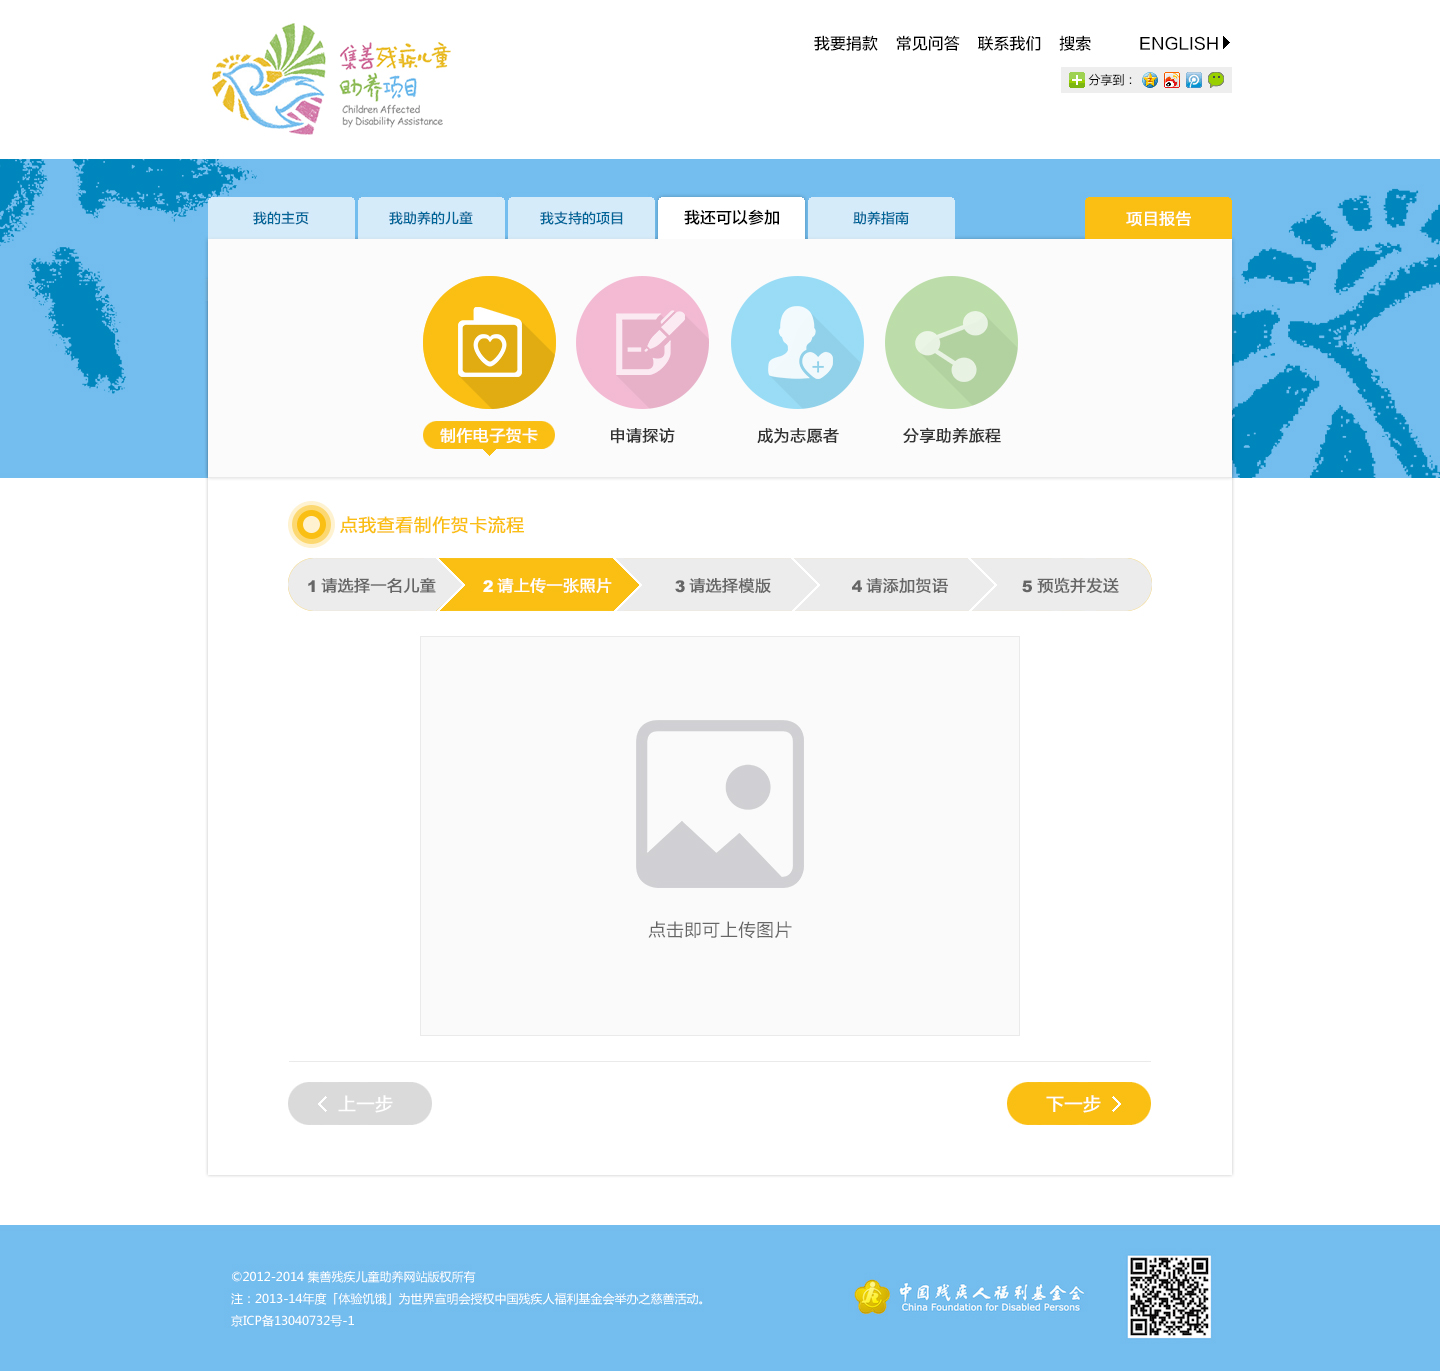 集善残疾儿童
助养项目
Children Affected
by Disability Assistance
我要捐款 常见问答 联系我们 搜索 ENGLISH
分享到：
我的主页 我助养的儿童 我支持的项目 我还可以参加 助养指南 项目报告
制作电子贺卡 申请探访 成为志愿者 分享助养旅程
点我查看制作贺卡流程
1 请选择一名儿童 2 请上传一张照片 3 请选择模版 4 请添加贺语 5 预览并发送
点击即可上传图片
上一步 下一步
©2012-2014 集善残疾儿童助养网站版权所有
注：2013-14年度「体验饥饿」为世界宣明会授权中国残疾人福利基金会举办之慈善活动。
京ICP备13040732号-1
中国残疾人福利基金会
China Foundation for Disabled Persons